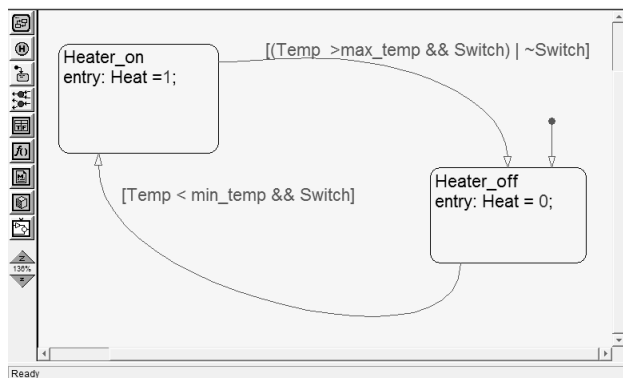 Heater_on
entry: Heat =1;
[(Temp >max_temp && Switch) | ~Switch]
[Temp < min_temp && Switch]
Heater_off
entry: Heat = 0;
136%
Ready